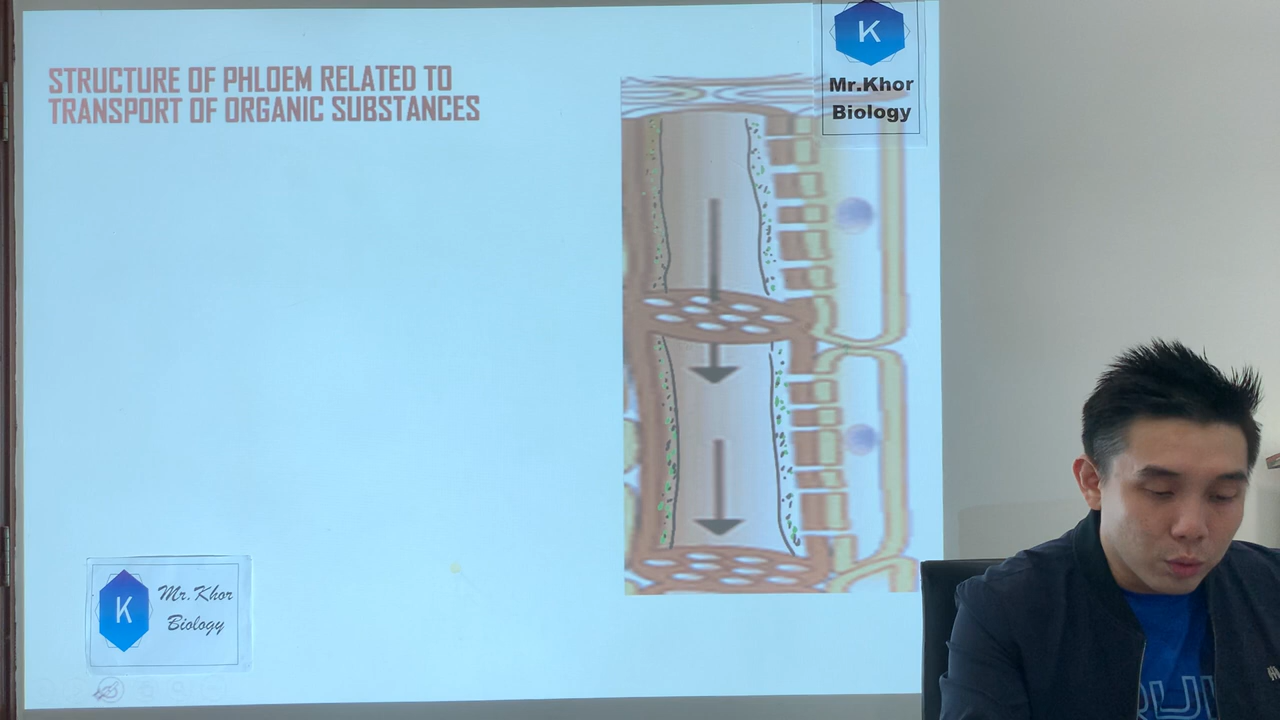 STRUCTURE OF PHLOEM RELATED TO
TRANSPORT OF ORGANIC SUBSTANCES
K
Mr.Khor
Biology
K
Mr.Khor
Biology